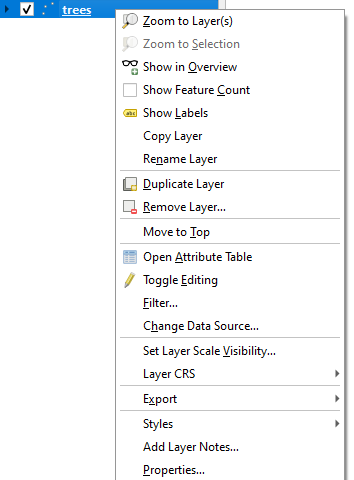 trees
Zoom to Layer(s)
Zoom to Selection
Show in Overview
Show Feature Count
abc Show Labels
Copy Layer
Rename Layer
Duplicate Layer
Remove Layer...
Move to Top
Open Attribute Table
Toggle Editing
Filter...
Change Data Source...
Set Layer Scale Visibility...
Layer CRS
Export
Styles
Add Layer Notes...
Properties...